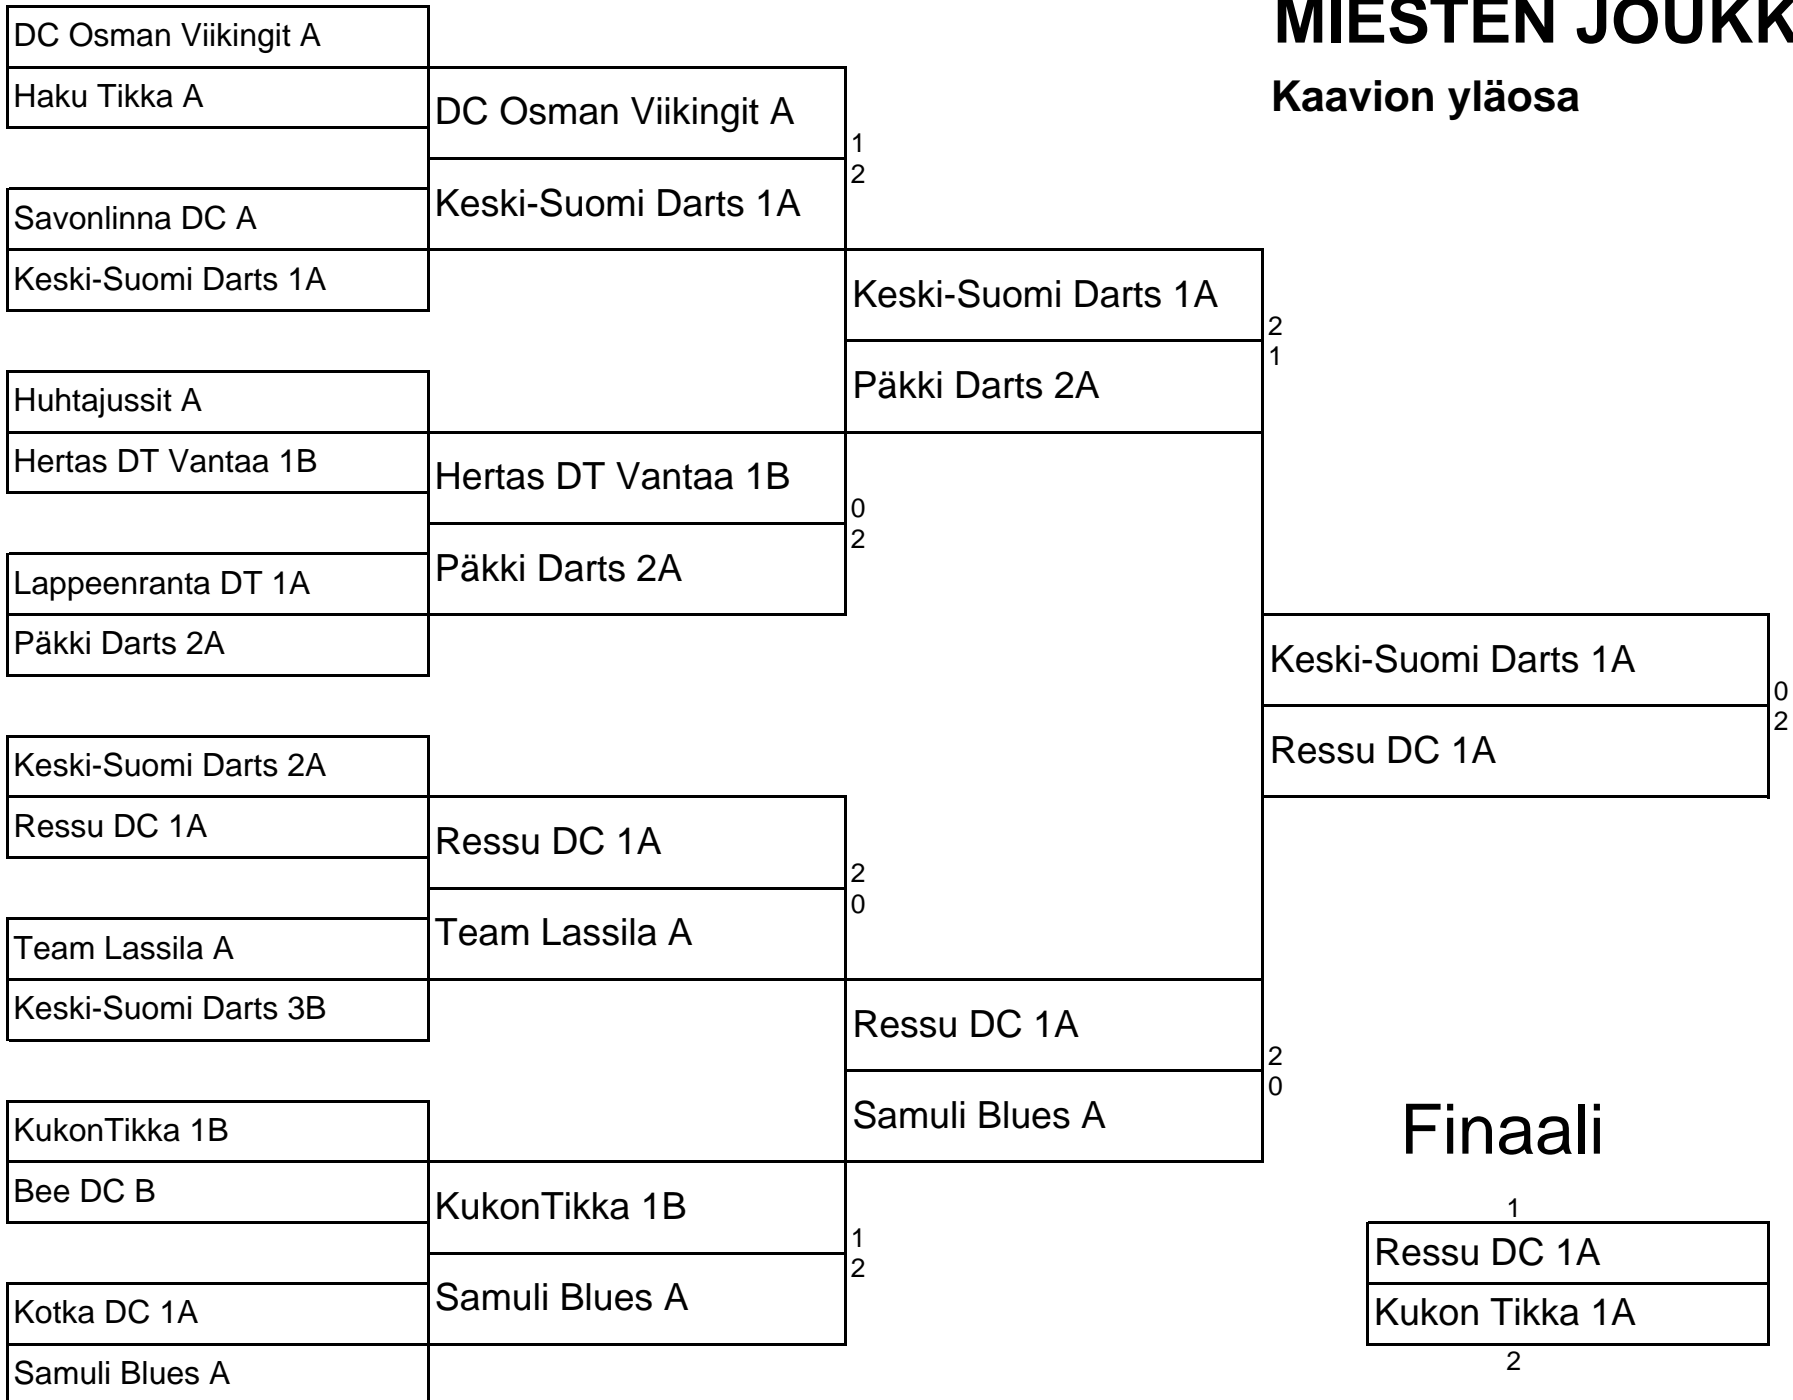 MIESTEN JOUKK
Kaavion yläosa
DC Osman Viikingit A
Haku Tikka A
Savonlinna DC A
Keski-Suomi Darts 1A
Huhtajussit A
Hertas DT Vantaa 1B
Lappeenranta DT 1A
Päkki Darts 2A
Keski-Suomi Darts 2A
Ressu DC 1A
Team Lassila A
Keski-Suomi Darts 3B
KukonTikka 1B
Bee DC B
Kotka DC 1A
Samuli Blues A
DC Osman Viikingit A
1
2
Keski-Suomi Darts 1A
Hertas DT Vantaa 1B
0
2
Päkki Darts 2A
Ressu DC 1A
2
0
Team Lassila A
KukonTikka 1B
1
2
Samuli Blues A
Keski-Suomi Darts 1A
2
1
Päkki Darts 2A
Ressu DC 1A
2
0
Samuli Blues A
Keski-Suomi Darts 1A
0
2
Ressu DC 1A
Finaali
1
Ressu DC 1A
Kukon Tikka 1A
2